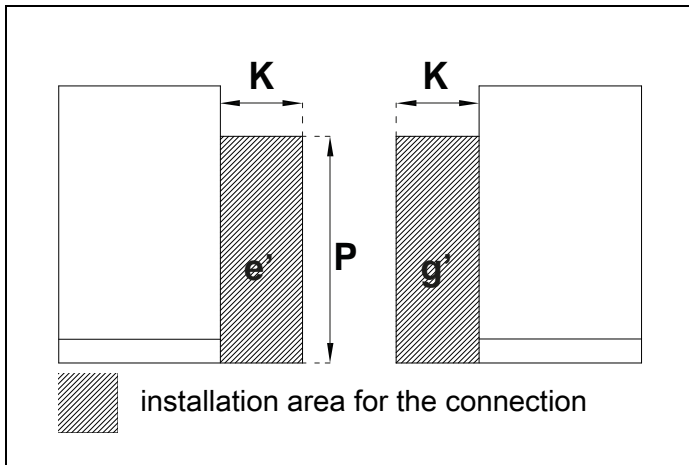 K K
e’ P g’
installation area for the connection